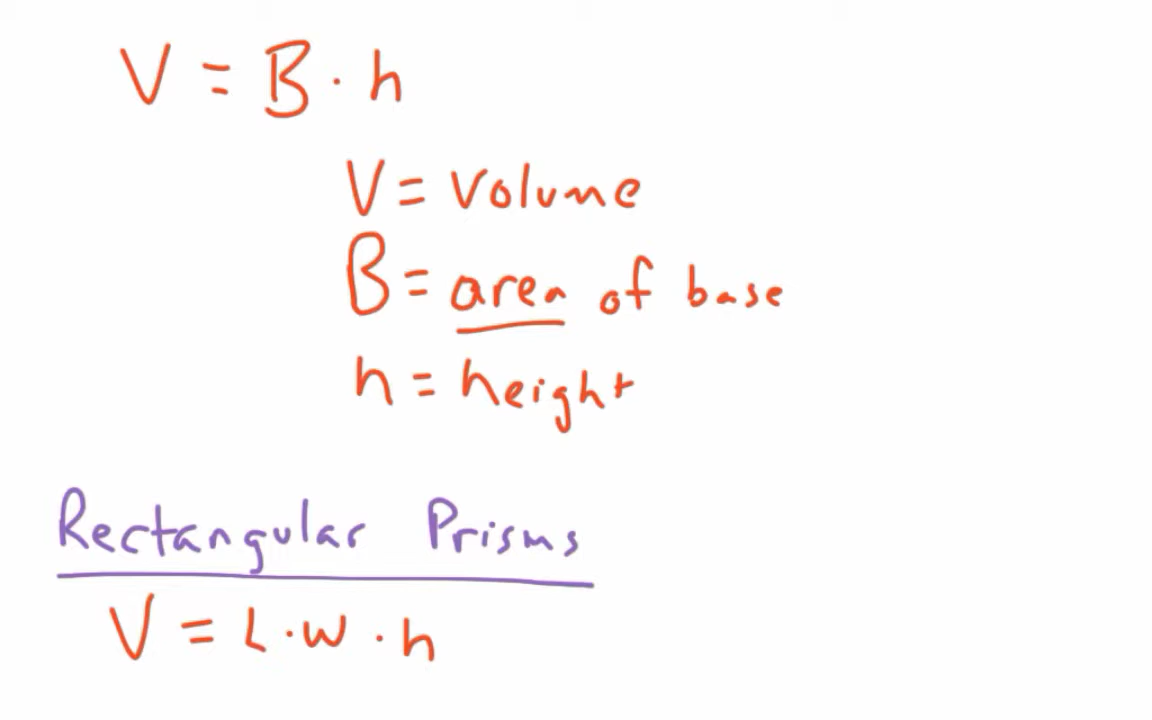 V = B · h
V = Volume
B = area of base
h = height
Rectangular Prisms
V = L · W · h